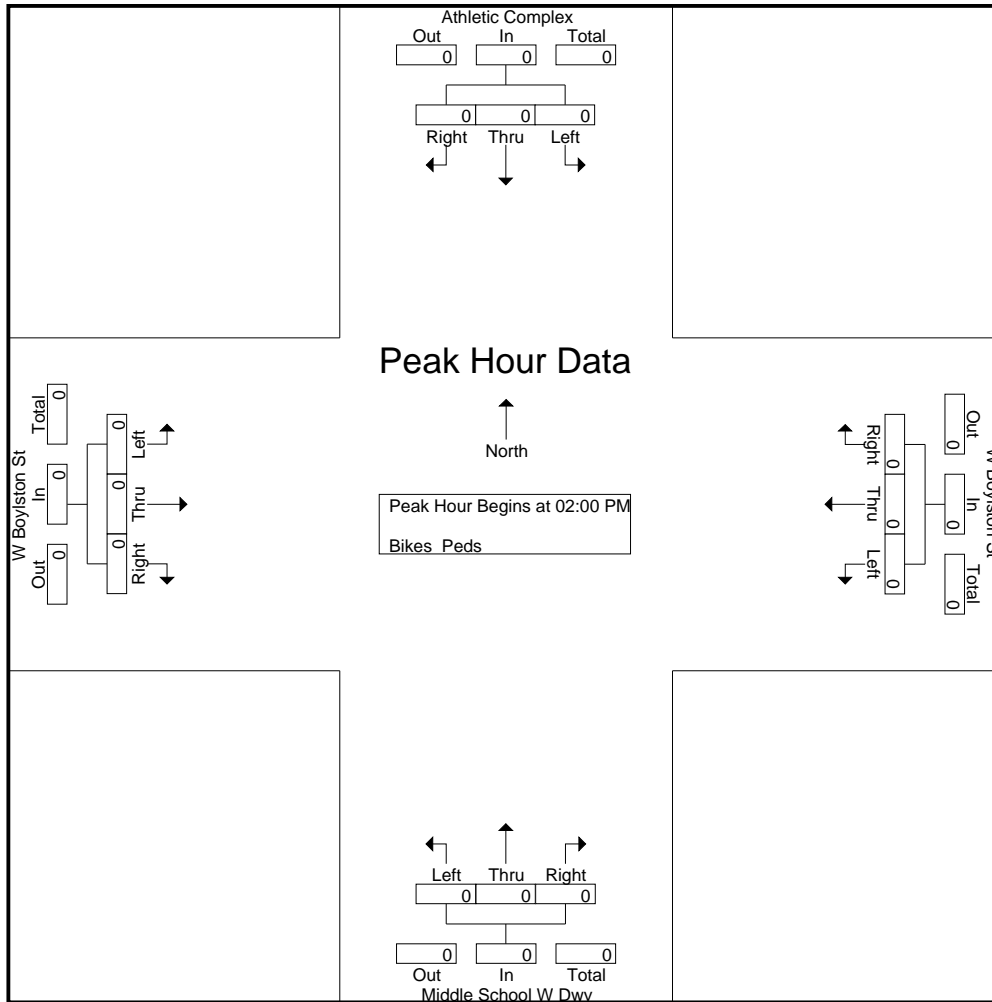 Athletic Complex
Out In Total
0 0 0
0 0 0
Right Thru Left
Peak Hour Data
North
Peak Hour Begins at 02:00 PM
Bikes Peds
W Boylston St
Total In Out
0 0 0
0 0 0
Left Thru Right
Right Thru Left
0 0 0
0 0 0
Out In Total
W Boylston St
Left Thru Right
0 0 0
0 0 0
Out In Total
Middle School W Dwy